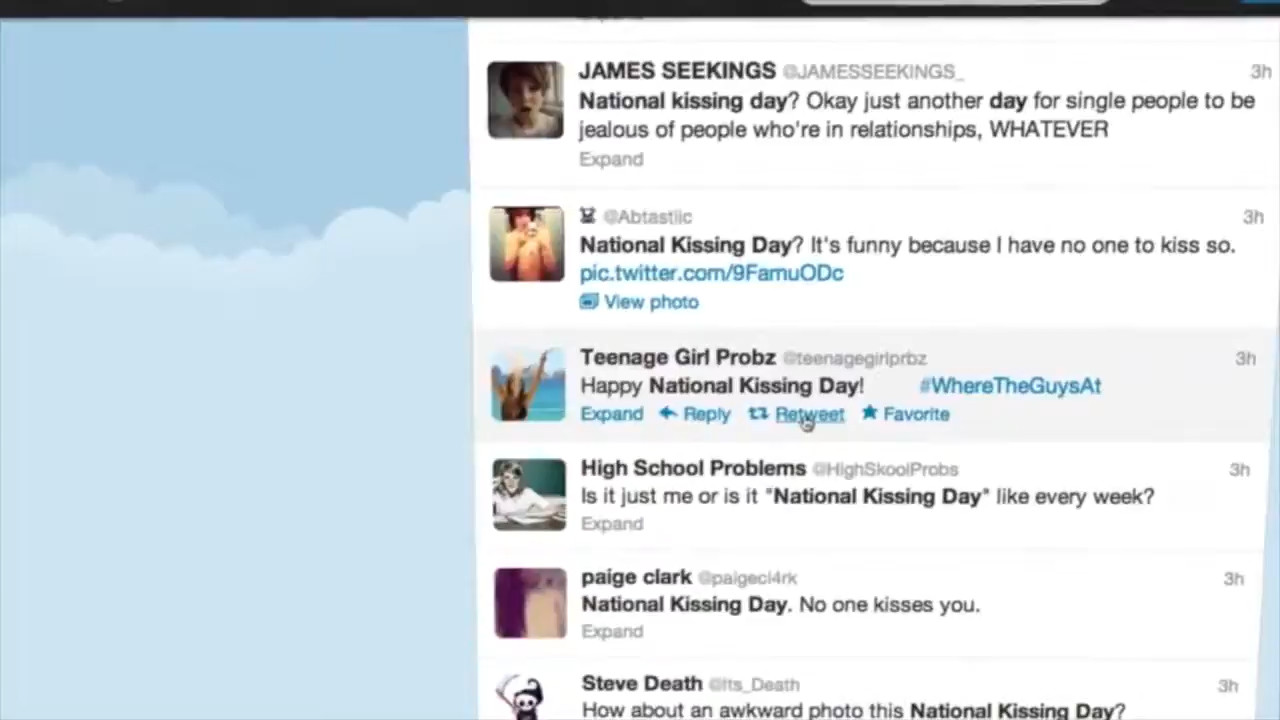 JAMES SEEKINGS @JAMESSEEKINGS_ 3h
National kissing day? Okay just another day for single people to be
jealous of people who're in relationships, WHATEVER
Expand
@Abtastiic 3h
National Kissing Day? It's funny because I have no one to kiss so.
pic.twitter.com/9FamuODc
View photo
Teenage Girl Probz @teenagegirlprbz 3h
Happy National Kissing Day! #WhereTheGuysAt
Expand Reply Retweet Favorite
High School Problems @HighSkoolProbs 3h
Is it just me or is it "National Kissing Day" like every week?
Expand
paige clark @paigecl4rk 3h
National Kissing Day. No one kisses you.
Expand
Steve Death @Its_Death 3h
How about an awkward photo this National Kissing Day?